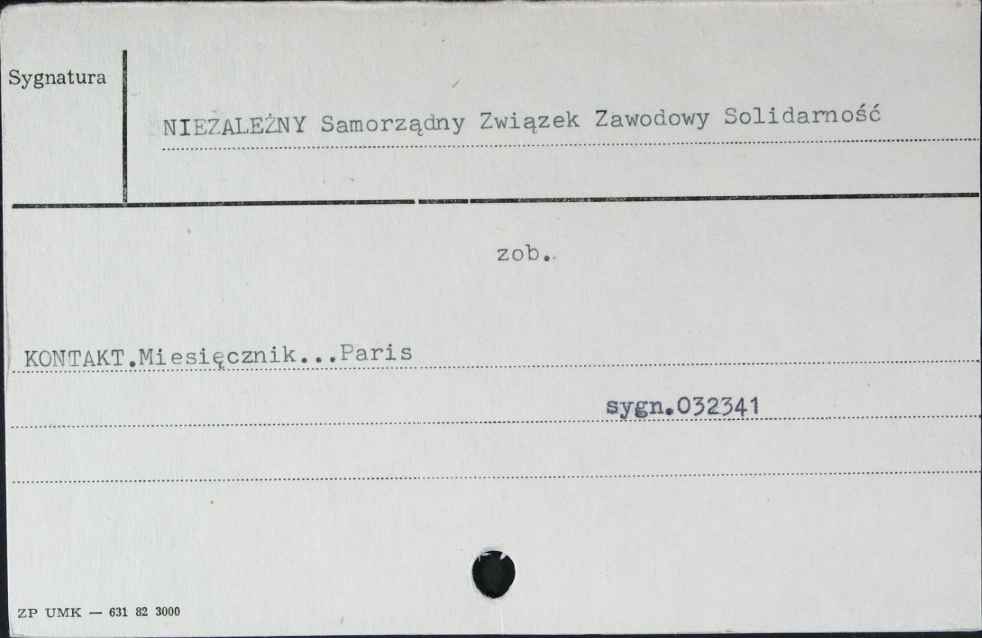 Sygnatura
NIEZALEŻNY Samorządny Związek Zawodowy Solidarność
zob.
KONTAKT.Miesięcznik...Paris
sygn.032341
ZP UMK — 631 82 3000